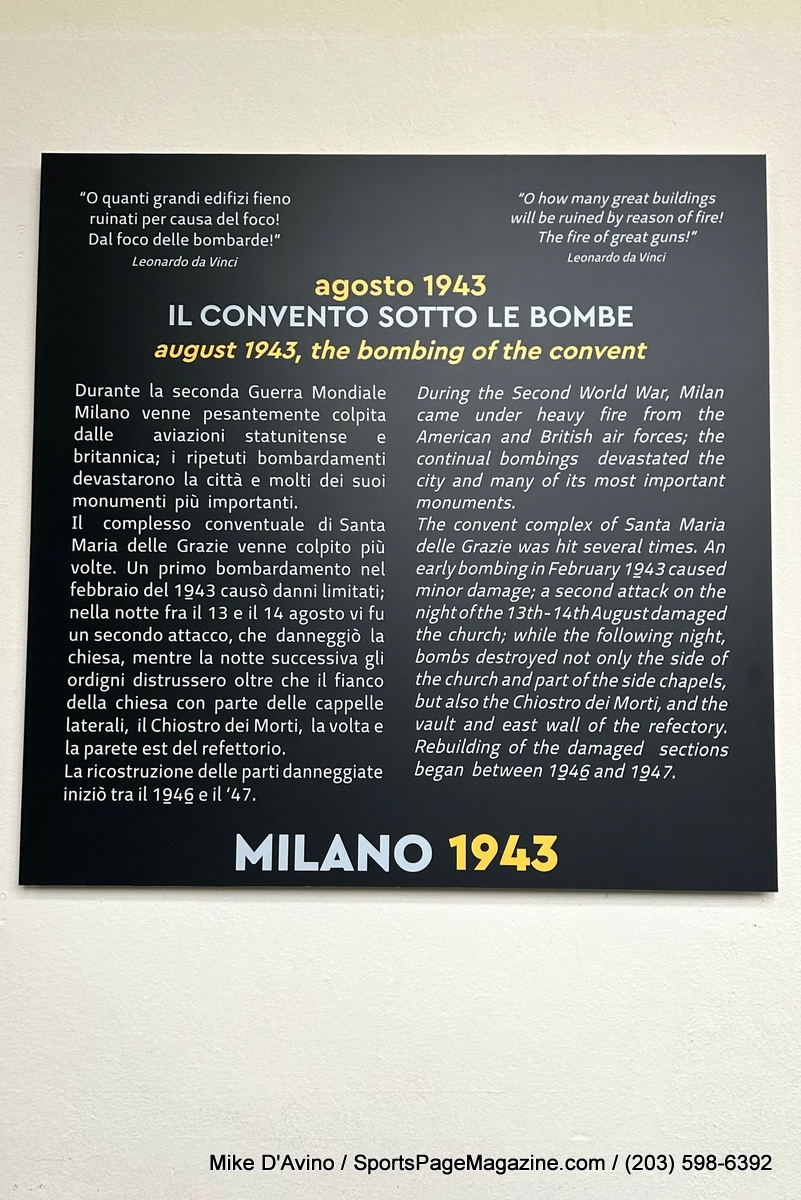 “O quanti grandi edifizi fieno
ruinati per causa del foco!
Dal foco delle bombarde!”
Leonardo da Vinci
“O how many great buildings
will be ruined by reason of fire!
The fire of great guns!”
Leonardo da Vinci
agosto 1943
IL CONVENTO SOTTO LE BOMBE
august 1943, the bombing of the convent
Durante la seconda Guerra Mondiale
Milano venne pesantemente colpita
dalle aviazioni statunitense e
britannica; i ripetuti bombardamenti
devastarono la città e molti dei suoi
monumenti più importanti.
Il complesso conventuale di Santa
Maria delle Grazie venne colpito più
volte. Un primo bombardamento nel
febbraio del 1943 causò danni limitati;
nella notte fra il 13 e il 14 agosto vi fu
un secondo attacco, che danneggiò la
chiesa, mentre la notte successiva gli
ordigni distrussero oltre che il fianco
della chiesa con parte delle cappelle
laterali, il Chiostro dei Morti, la volta e
la parete est del refettorio.
La ricostruzione delle parti danneggiate
iniziò tra il 1946 e il ‘47.
During the Second World War, Milan
came under heavy fire from the
American and British air forces; the
continual bombings devastated the
city and many of its most important
monuments.
The convent complex of Santa Maria
delle Grazie was hit several times. An
early bombing in February 1943 caused
minor damage; a second attack on the
night of the 13th-14th August damaged
the church; while the following night,
bombs destroyed not only the side of
the church and part of the side chapels,
but also the Chiostro dei Morti, and the
vault and east wall of the refectory.
Rebuilding of the damaged sections
began between 1946 and 1947.
MILANO 1943
Mike D'Avino / SportsPageMagazine.com / (203) 598-6392